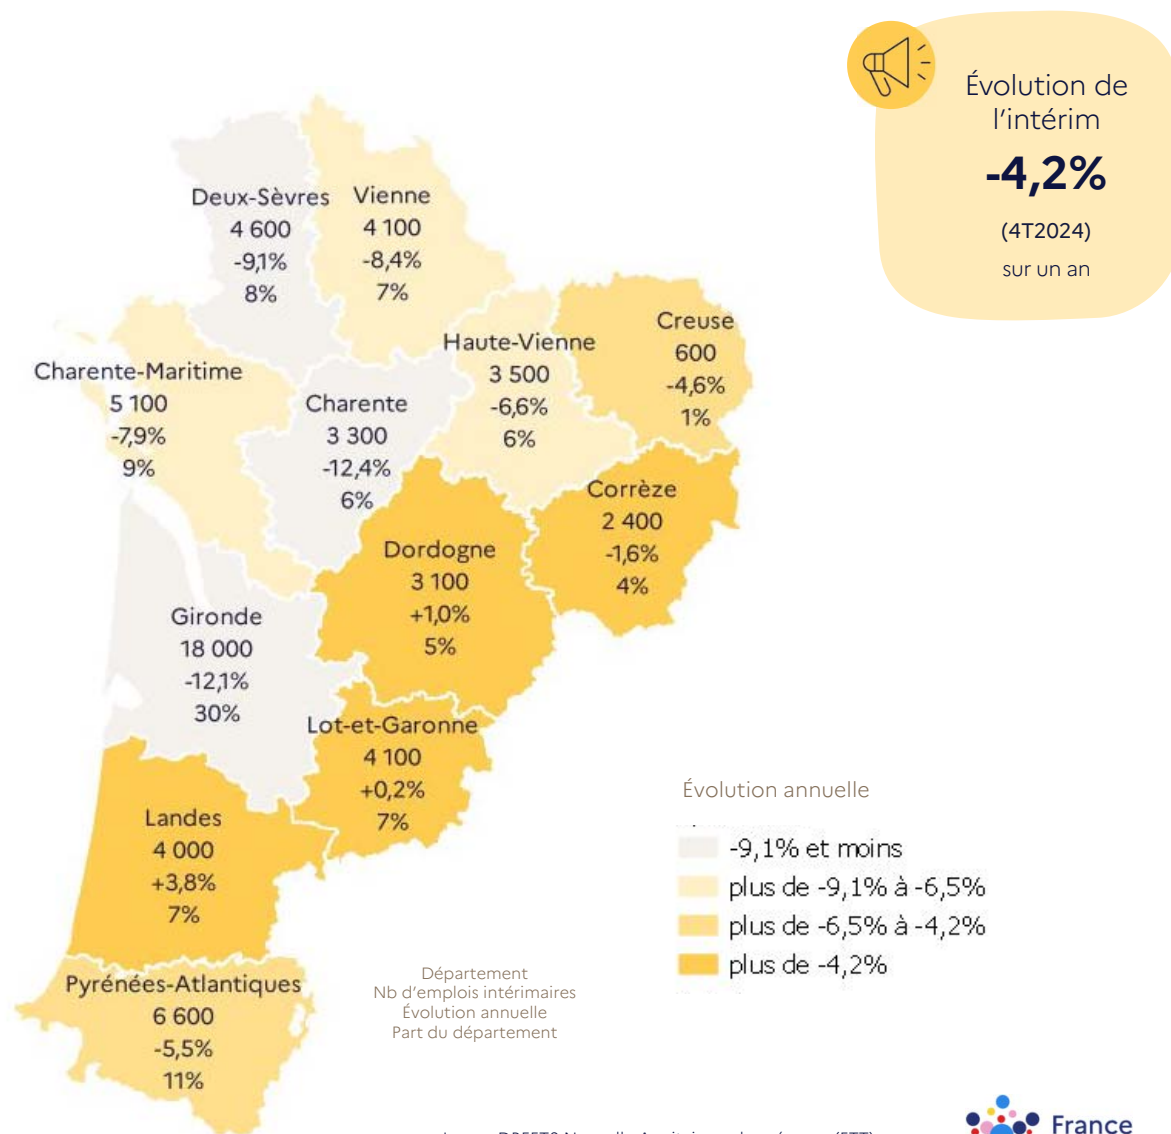 Évolution de
l'intérim
-4,2%
(4T2024)
sur un an
Deux-Sèvres
4 600
-9,1%
8%
Vienne
4 100
-8,4%
7%
Charente-Maritime
5 100
-7,9%
9%
Charente
3 300
-12,4%
6%
Haute-Vienne
3 500
-6,6%
6%
Creuse
600
-4,6%
1%
Corrèze
2 400
-1,6%
4%
Dordogne
3 100
+1,0%
5%
Gironde
18 000
-12,1%
30%
Lot-et-Garonne
4 100
+0,2%
7%
Landes
4 000
+3,8%
7%
Pyrénées-Atlantiques
6 600
-5,5%
11%
Évolution annuelle
-9,1% et moins
plus de -9,1% à -6,5%
plus de -6,5% à -4,2%
plus de -4,2%
Département
Nb d'emplois intérimaires
Évolution annuelle
Part du département
France